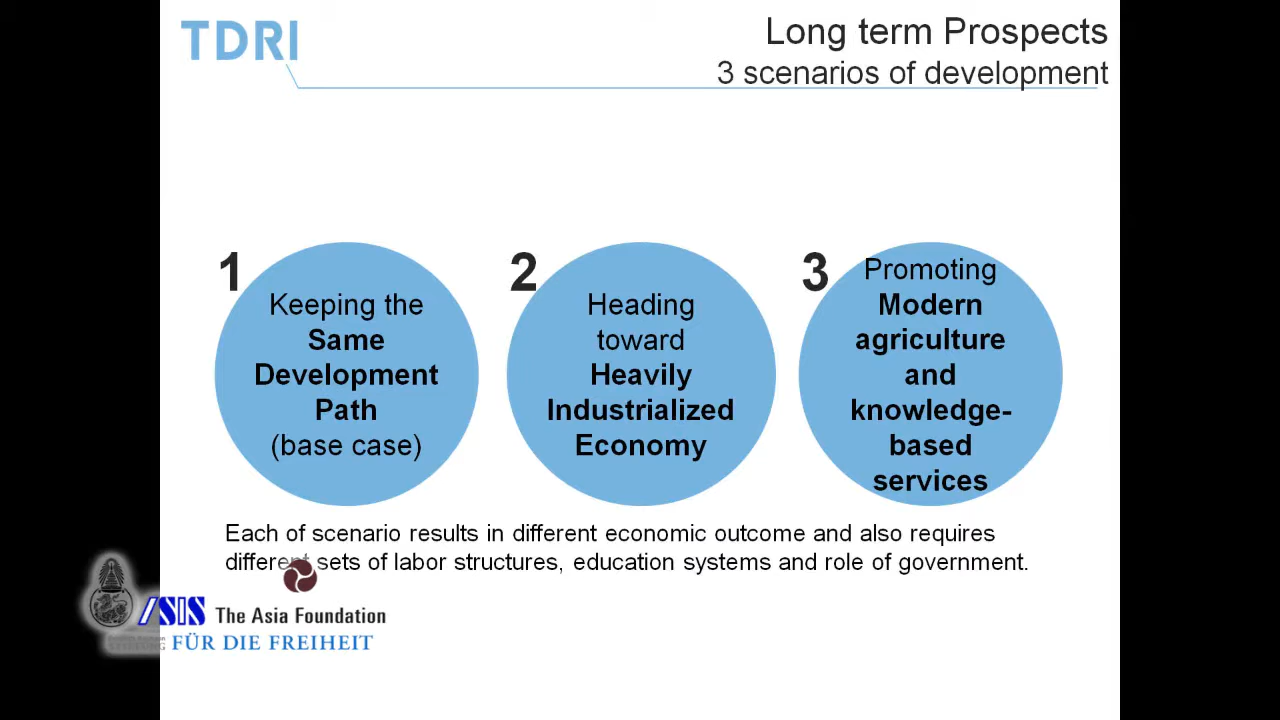 TDRI
Long term Prospects
3 scenarios of development
1
Keeping the
Same
Development
Path
(base case)
2
Heading
toward
Heavily
Industrialized
Economy
3
Promoting
Modern
agriculture
and
knowledge-
based
services
Each of scenario results in different economic outcome and also requires
different sets of labor structures, education systems and role of government.
ISIS
The Asia Foundation
STIFTUNG
FÜR DIE FREIHEIT